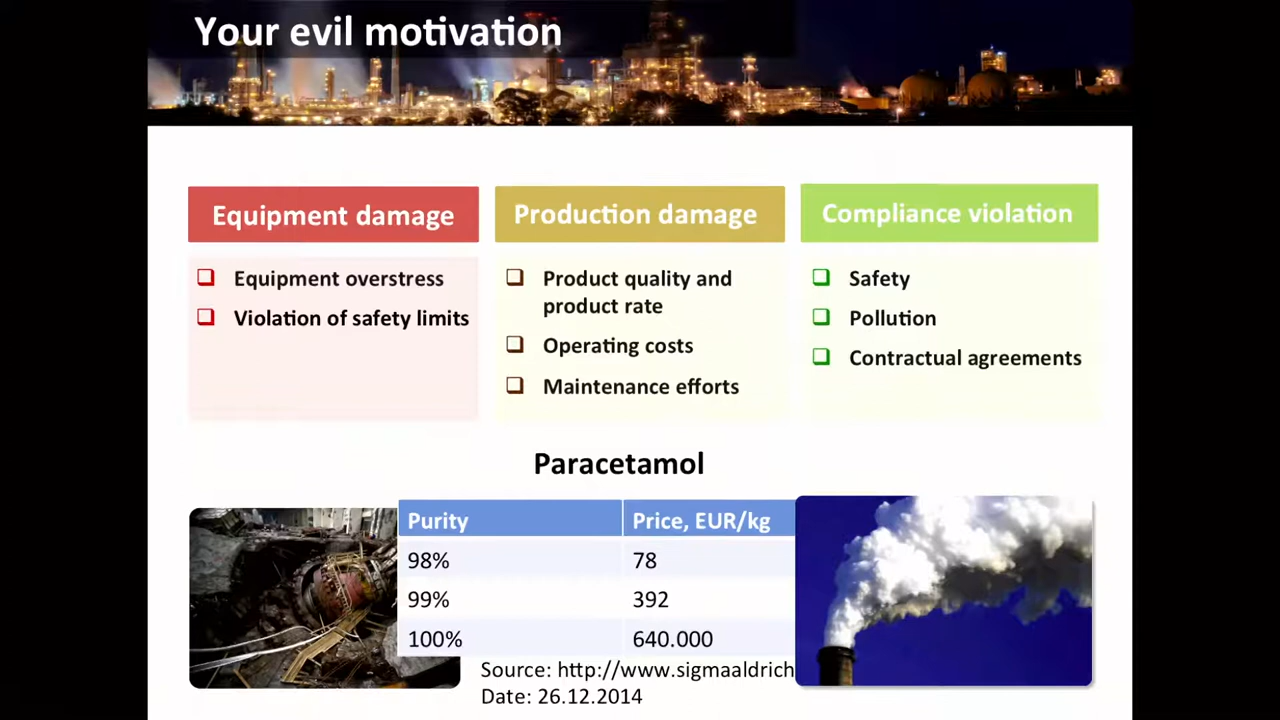 Your evil motivation
Equipment damage
Equipment overstress
Violation of safety limits
Production damage
Product quality and
product rate
Operating costs
Maintenance efforts
Compliance violation
Safety
Pollution
Contractual agreements
Paracetamol
Purity Price, EUR/kg
98% 78
99% 392
100% 640.000
Source: http://www.sigmaaldrich
Date: 26.12.2014